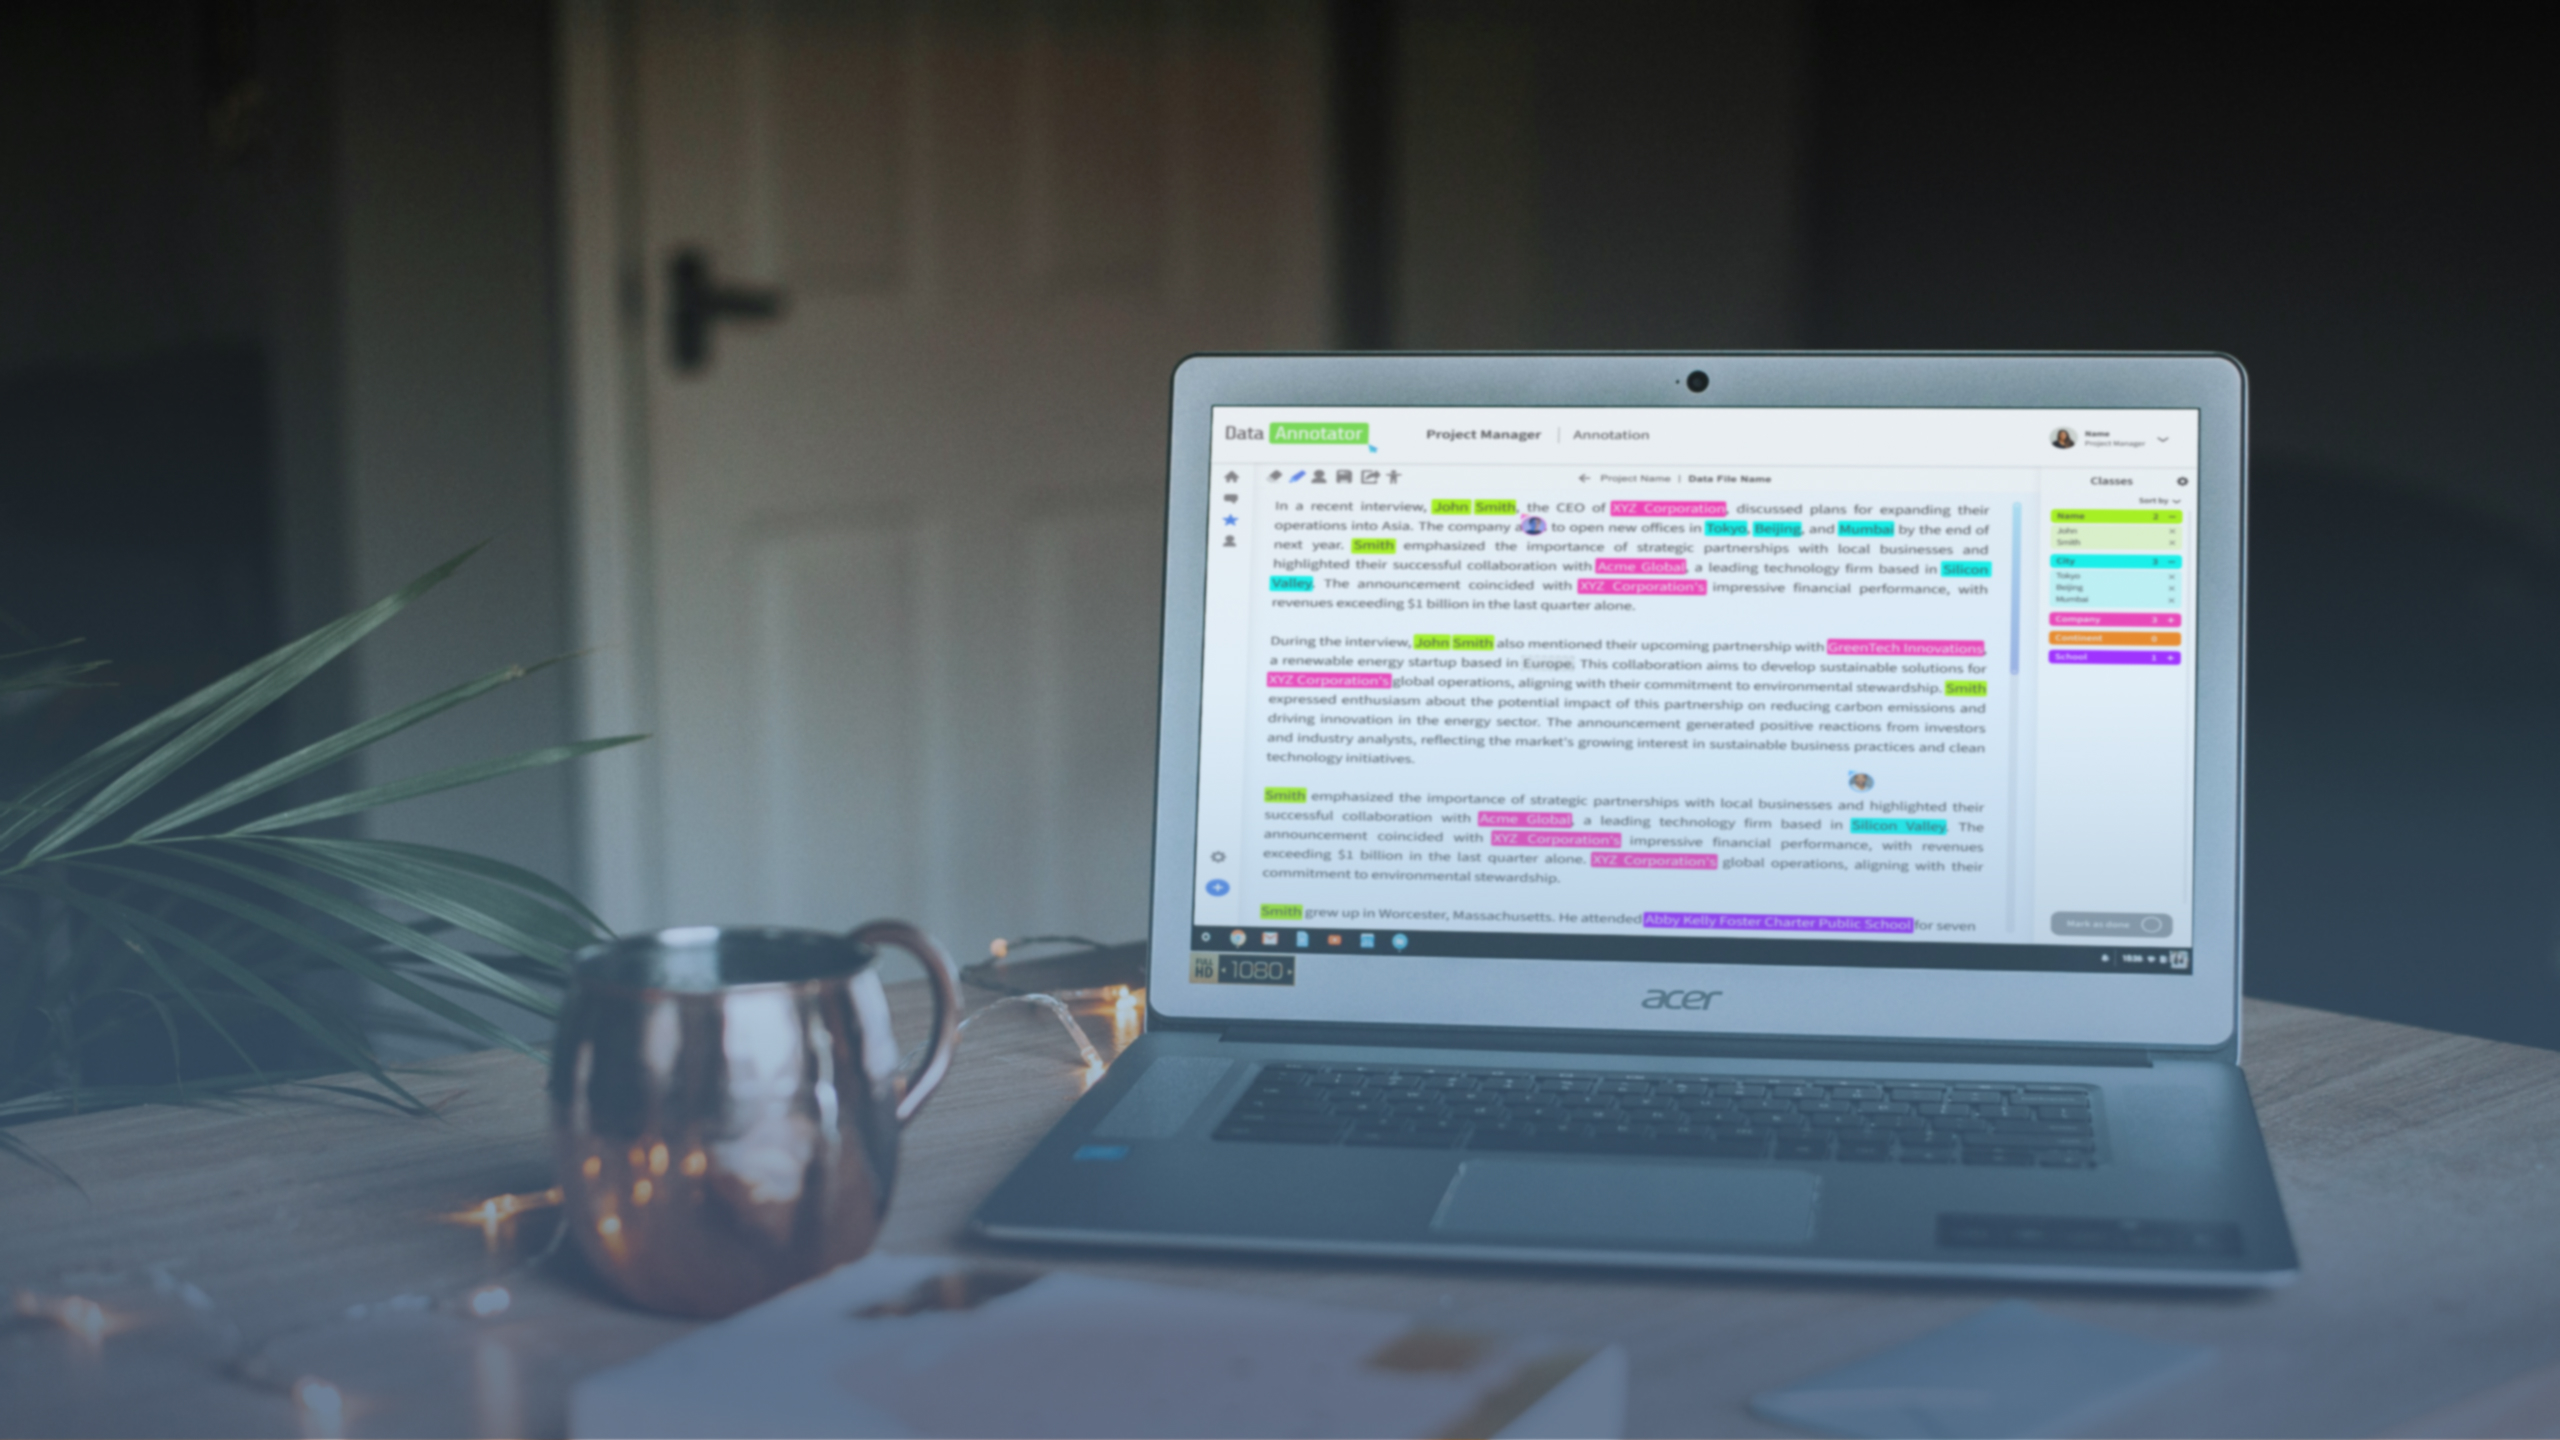 Data Annotator
Project Manager | Annotation
Name
Project Manager
← Project Name | Data File Name
In a recent interview, John Smith, the CEO of XYZ Corporation, discussed plans for expanding their
operations into Asia. The company a to open new offices in Tokyo, Beijing, and Mumbai by the end of
next year. Smith emphasized the importance of strategic partnerships with local businesses and
highlighted their successful collaboration with Acme Global, a leading technology firm based in Silicon
Valley. The announcement coincided with XYZ Corporation's impressive financial performance, with
revenues exceeding $1 billion in the last quarter alone.
During the interview, John Smith also mentioned their upcoming partnership with GreenTech Innovations,
a renewable energy startup based in Europe. This collaboration aims to develop sustainable solutions for
XYZ Corporation's global operations, aligning with their commitment to environmental stewardship. Smith
expressed enthusiasm about the potential impact of this partnership on reducing carbon emissions and
driving innovation in the energy sector. The announcement generated positive reactions from investors
and industry analysts, reflecting the market's growing interest in sustainable business practices and clean
technology initiatives.
Smith emphasized the importance of strategic partnerships with local businesses and highlighted their
successful collaboration with Acme Global, a leading technology firm based in Silicon Valley. The
announcement coincided with XYZ Corporation's impressive financial performance, with revenues
exceeding $1 billion in the last quarter alone. XYZ Corporation's global operations, aligning with their
commitment to environmental stewardship.
Smith grew up in Worcester, Massachusetts. He attended Abby Kelly Foster Charter Public School for seven
Classes
Sort by
Name 2 −
John ×
Smith ×
City 3 −
Tokyo ×
Beijing ×
Mumbai ×
Company 3 +
Continent 0
School 1 +
Mark as done
FULL HD 1080
acer